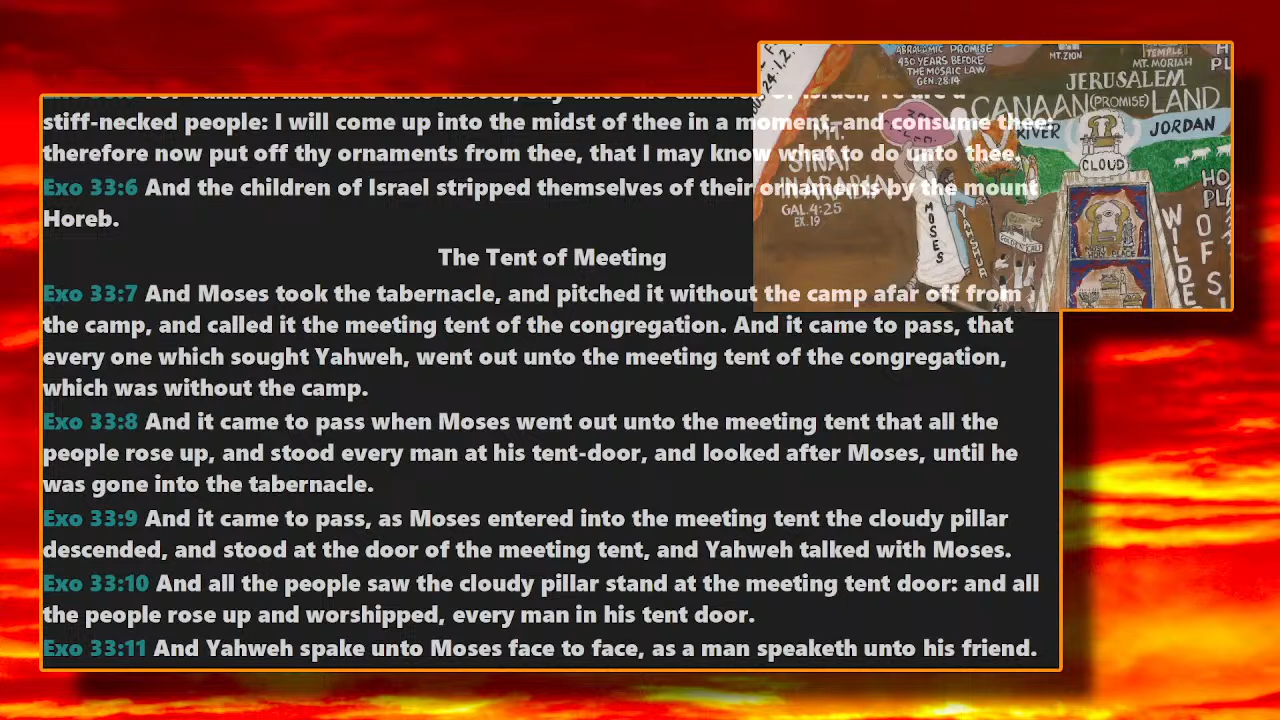 stiff-necked people: I will come up into the midst of thee in a moment, and consume thee:
therefore now put off thy ornaments from thee, that I may know what to do unto thee.
Exo 33:6 And the children of Israel stripped themselves of their ornaments by the mount
Horeb.
The Tent of Meeting
Exo 33:7 And Moses took the tabernacle, and pitched it without the camp afar off from
the camp, and called it the meeting tent of the congregation. And it came to pass, that
every one which sought Yahweh, went out unto the meeting tent of the congregation,
which was without the camp.
Exo 33:8 And it came to pass when Moses went out unto the meeting tent that all the
people rose up, and stood every man at his tent-door, and looked after Moses, until he
was gone into the tabernacle.
Exo 33:9 And it came to pass, as Moses entered into the meeting tent the cloudy pillar
descended, and stood at the door of the meeting tent, and Yahweh talked with Moses.
Exo 33:10 And all the people saw the cloudy pillar stand at the meeting tent door: and all
the people rose up and worshipped, every man in his tent door.
Exo 33:11 And Yahweh spake unto Moses face to face, as a man speaketh unto his friend.
ABRAHAMIC PROMISE
430 YEARS BEFORE
THE MOSAIC LAW
GEN. 28:14
MT. ZION
TEMPLE
MT. MORIAH
JERUSALEM
CANAAN (PROMISE) LAND
RIVER
JORDAN
CLOUD
MT.
SINAI
ARABIA
GAL. 4:25
EX. 19
MOSES
YAHSHUA
GOLDEN CALF
MOST
HOLY PLACE
WILDE
OF
S